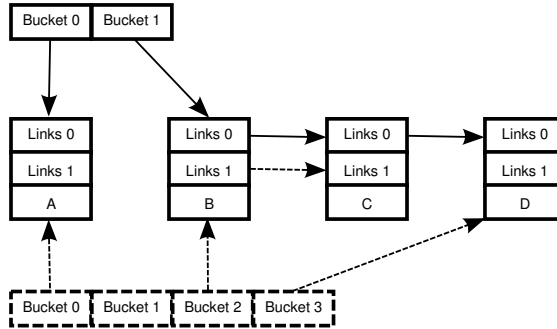 Bucket 0 Bucket 1
Links 0 Links 0 Links 0 Links 0
Links 1 Links 1 Links 1 Links 1
A B C D
Bucket 0 Bucket 1 Bucket 2 Bucket 3